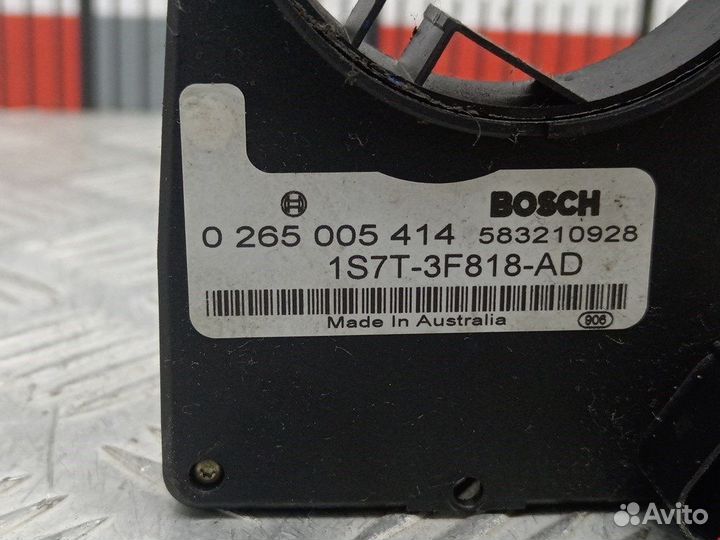 BOSCH
0 265 005 414 583210928
1S7T-3F818-AD
Made In Australia 906
Avito